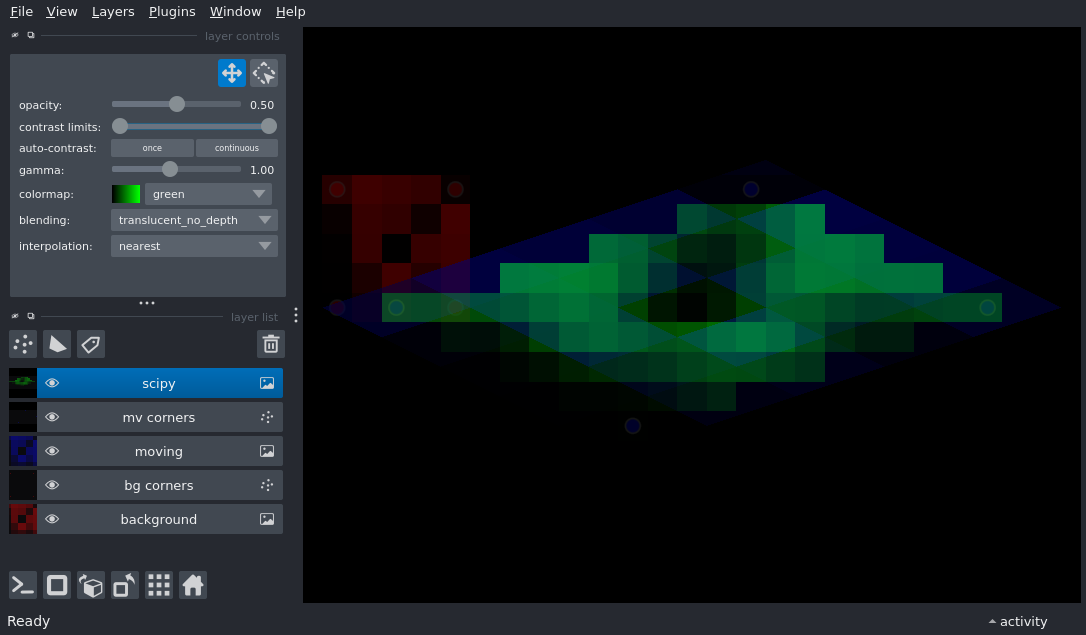 File View Layers Plugins Window Help
layer controls
opacity: 0.50
contrast limits:
auto-contrast: once continuous
gamma: 1.00
colormap: green
blending: translucent_no_depth
interpolation: nearest
layer list
scipy
mv corners
moving
bg corners
background
Ready activity